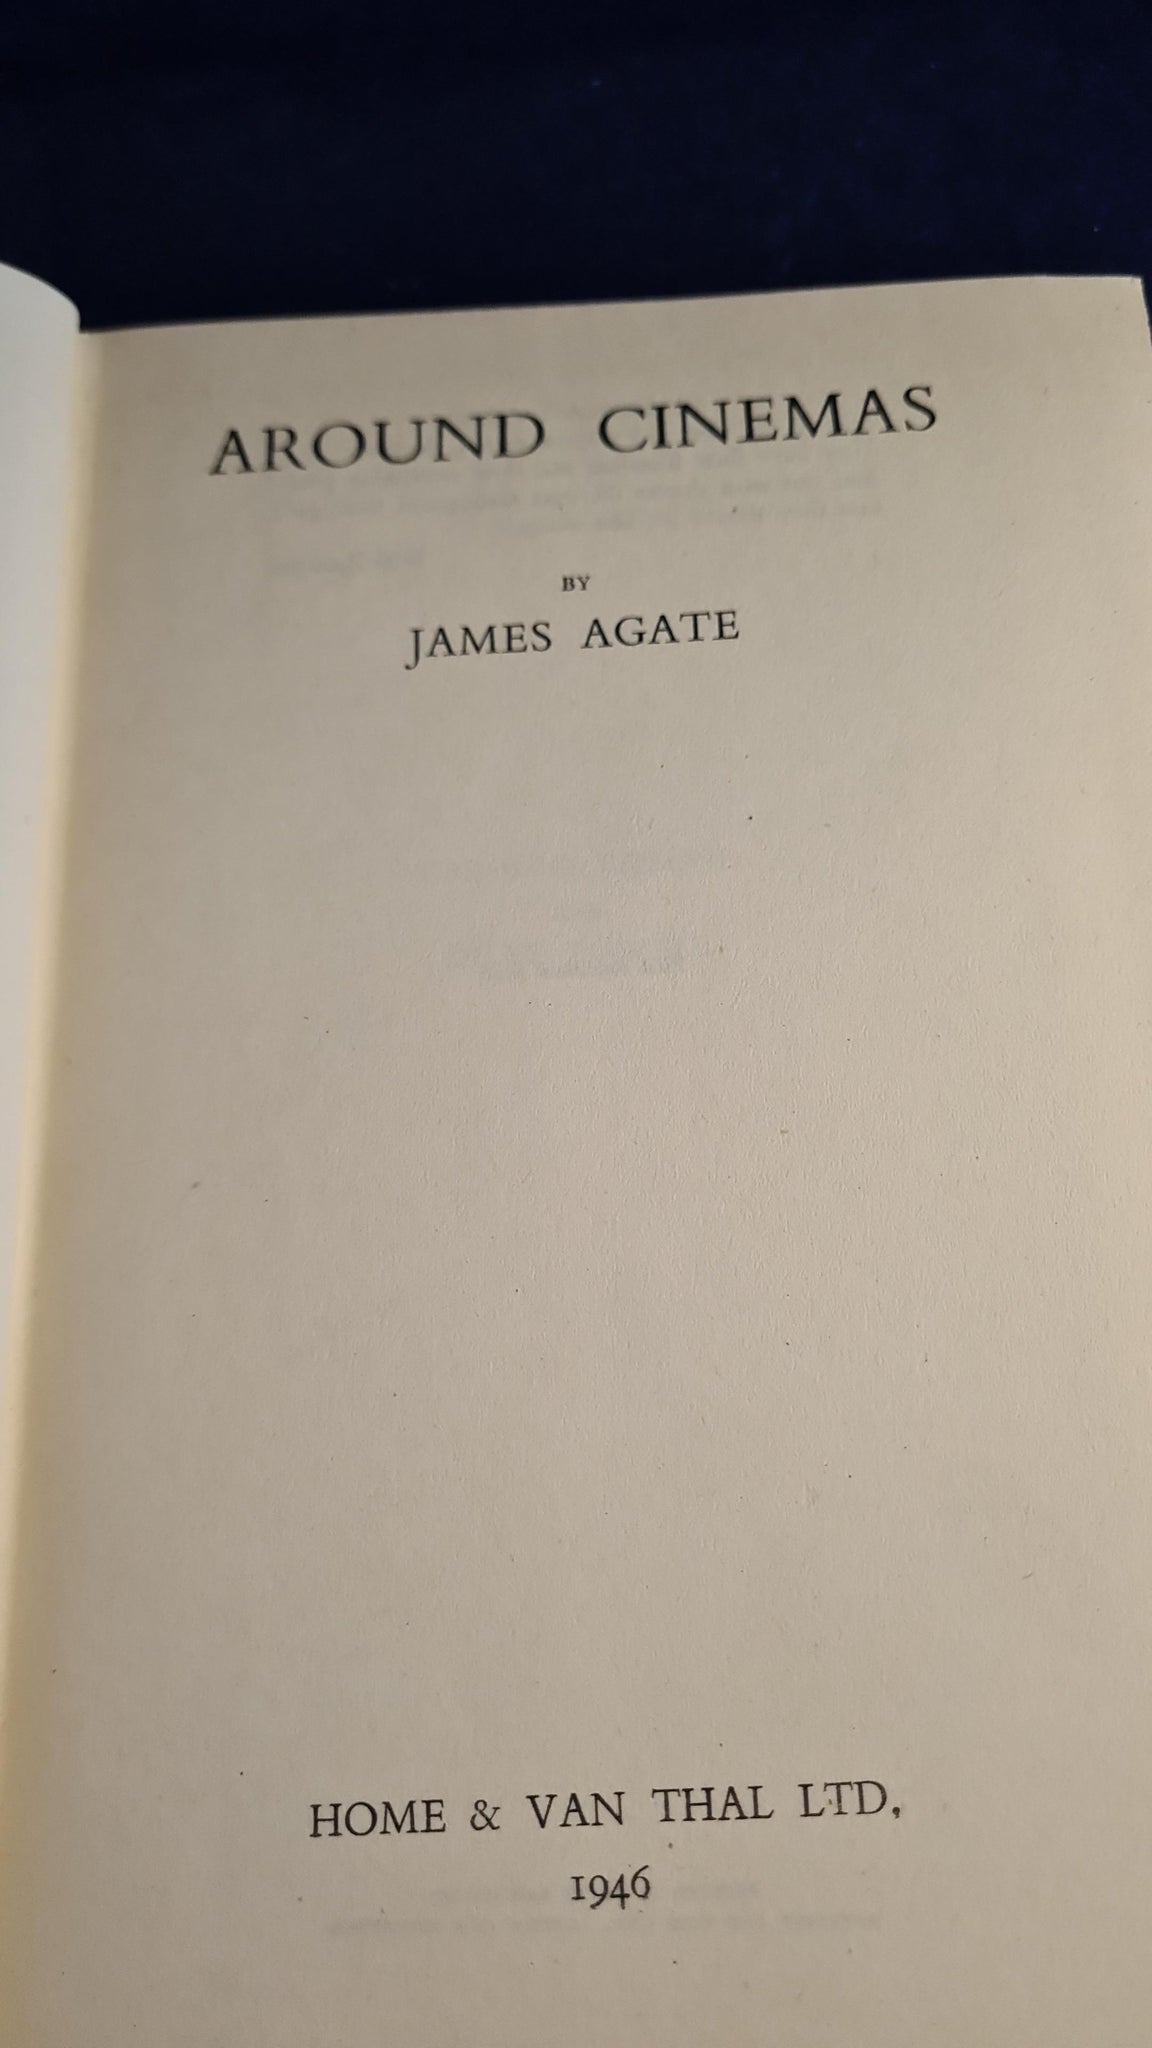 AROUND CINEMAS
BY
JAMES AGATE
HOME & VAN THAL LTD.
1946